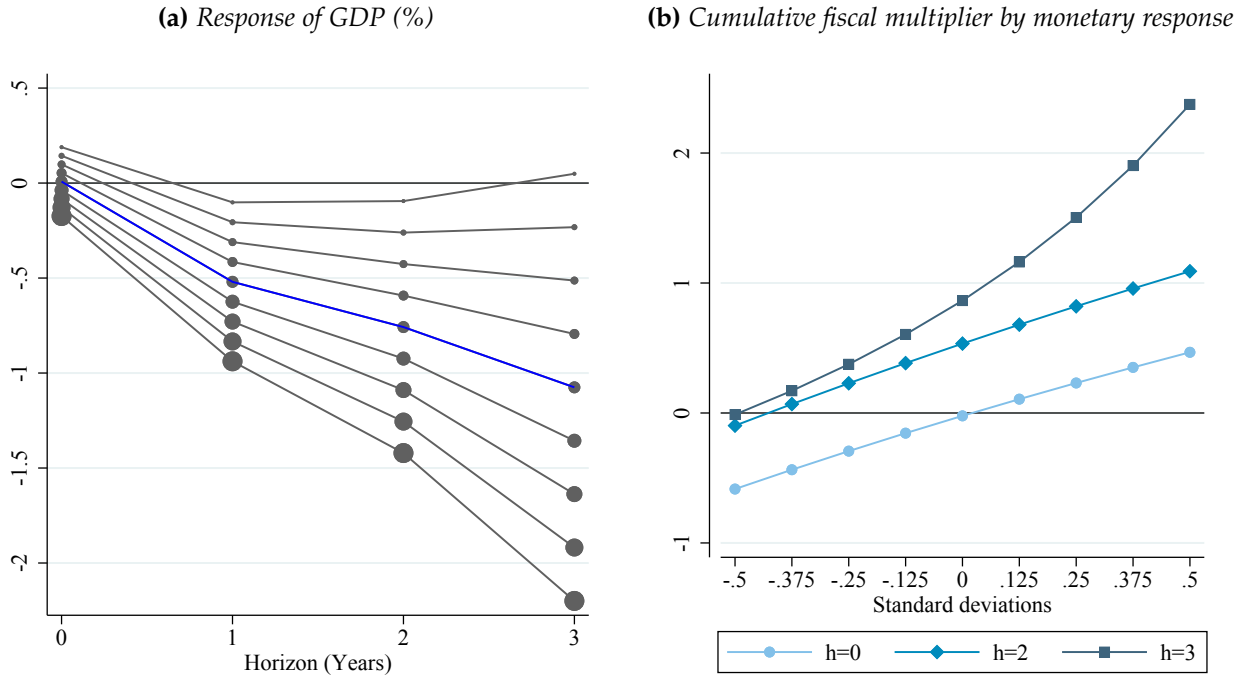 (a) Response of GDP (%)
.5
0
-.5
-1
-1.5
-2
0 1 2 3
Horizon (Years)
(b) Cumulative fiscal multiplier by monetary response
2
1
0
-1
-.5 -.375 -.25 -.125 0 .125 .25 .375 .5
Standard deviations
h=0 h=2 h=3